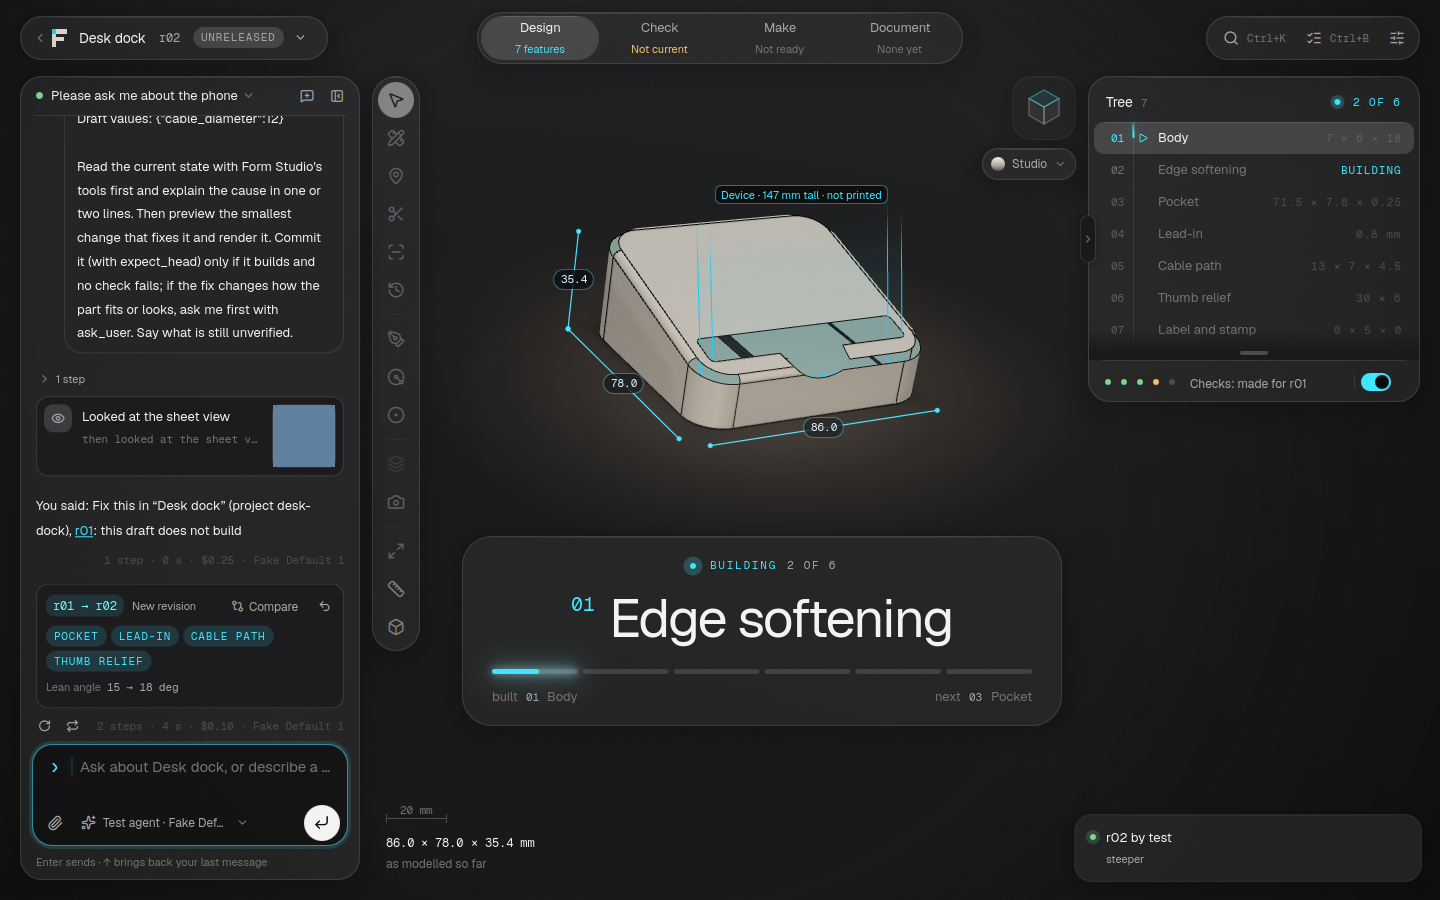 Desk dock r02 UNRELEASED
Design
7 features
Check
Not current
Make
Not ready
Document
None yet
Ctrl+K
Ctrl+B
Please ask me about the phone
Draft values: {"cable_diameter":12}
Read the current state with Form Studio's
tools first and explain the cause in one or
two lines. Then preview the smallest
change that fixes it and render it. Commit
it (with expect_head) only if it builds and
no check fails; if the fix changes how the
part fits or looks, ask me first with
ask_user. Say what is still unverified.
1 step
Looked at the sheet view
then looked at the sheet v…
You said: Fix this in “Desk dock” (project desk-
dock), r01: this draft does not build
1 step · 0 s · $0.25 · Fake Default 1
r01 → r02 New revision Compare
POCKET LEAD-IN CABLE PATH
THUMB RELIEF
Lean angle 15 → 18 deg
2 steps · 4 s · $0.10 · Fake Default 1
Ask about Desk dock, or describe a ...
Test agent · Fake Def...
Enter sends · ↑ brings back your last message
Studio
Device · 147 mm tall · not printed
35.4
78.0
86.0
BUILDING 2 OF 6
01 Edge softening
built 01 Body
next 03 Pocket
20 mm
86.0 × 78.0 × 35.4 mm
as modelled so far
Tree 7
2 OF 6
01 Body 7 × 6 × 18
02 Edge softening BUILDING
03 Pocket 71.5 × 7.8 × 0.25
04 Lead-in 0.8 mm
05 Cable path 13 × 7 × 4.5
06 Thumb relief 30 × 6
07 Label and stamp 0 × 5 × 0
Checks: made for r01
r02 by test
steeper